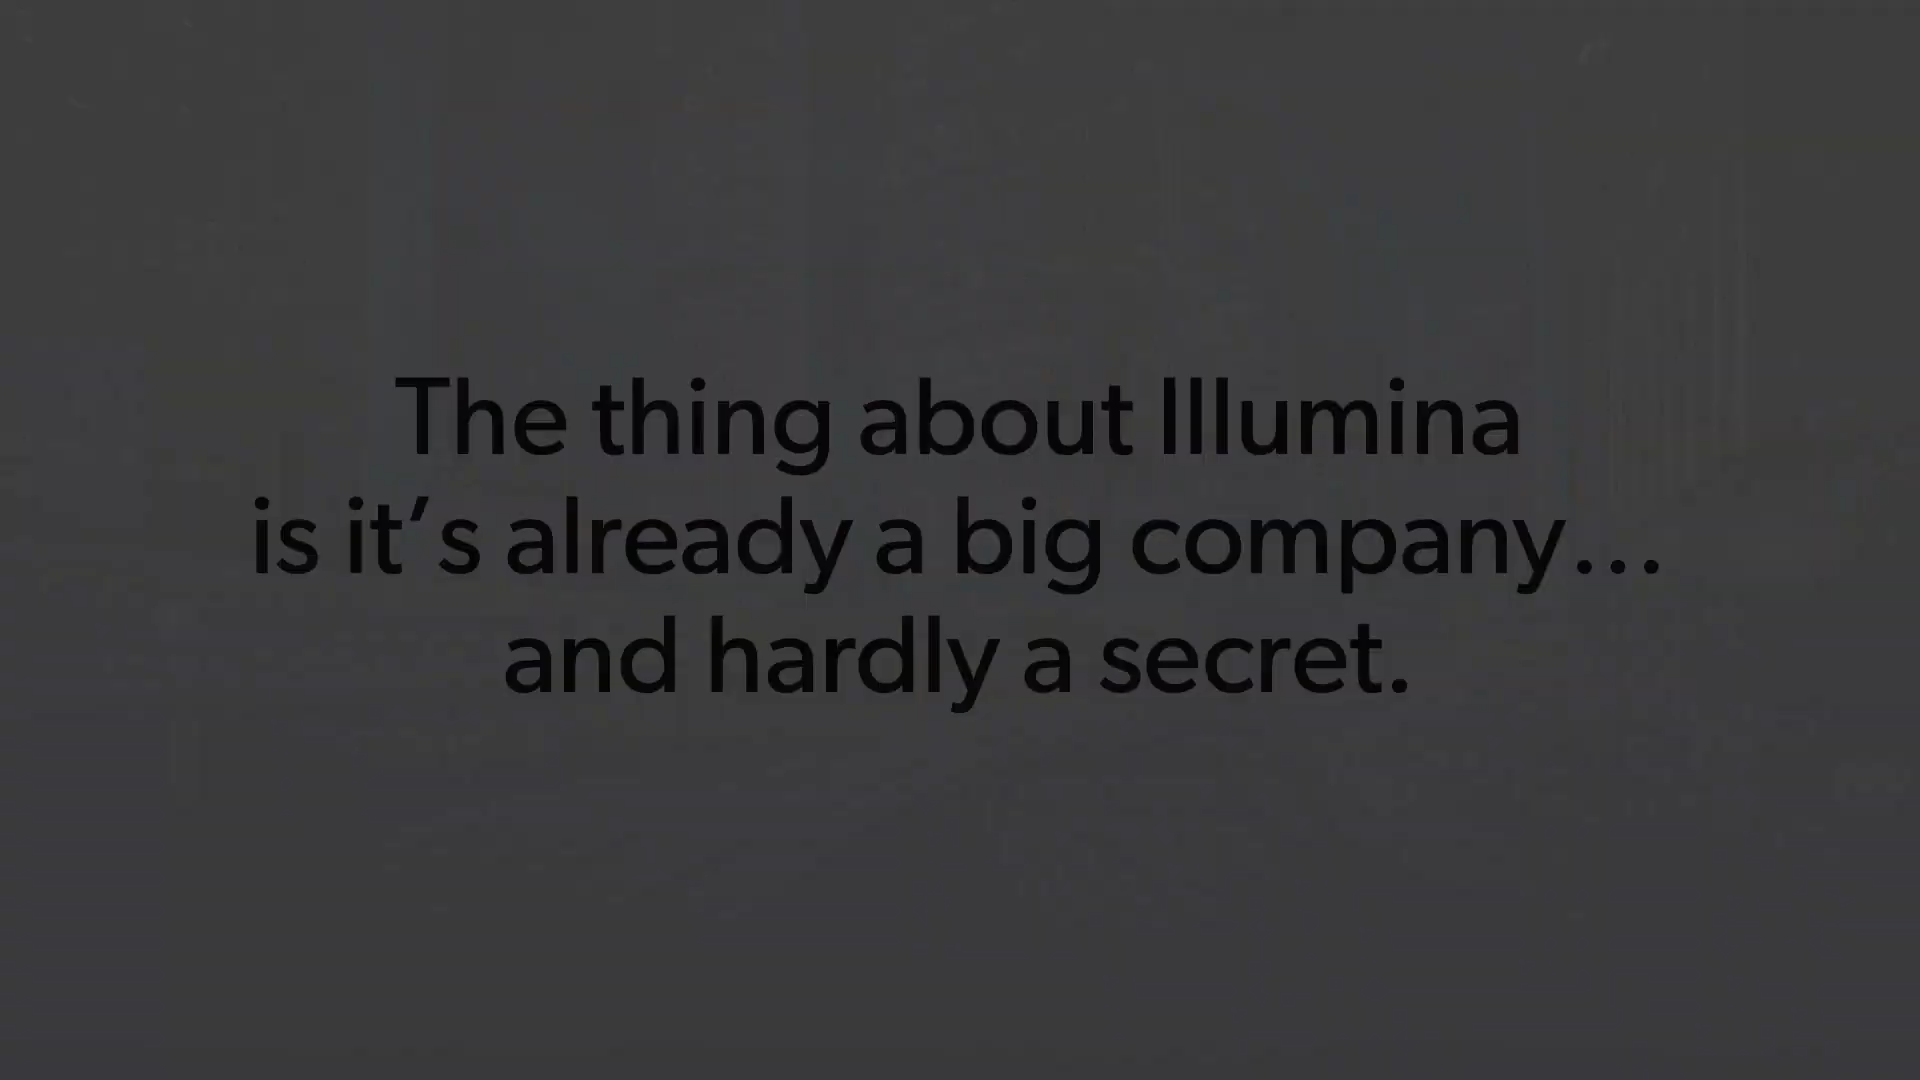 The thing about Illumina
is it’s already a big company…
and hardly a secret.